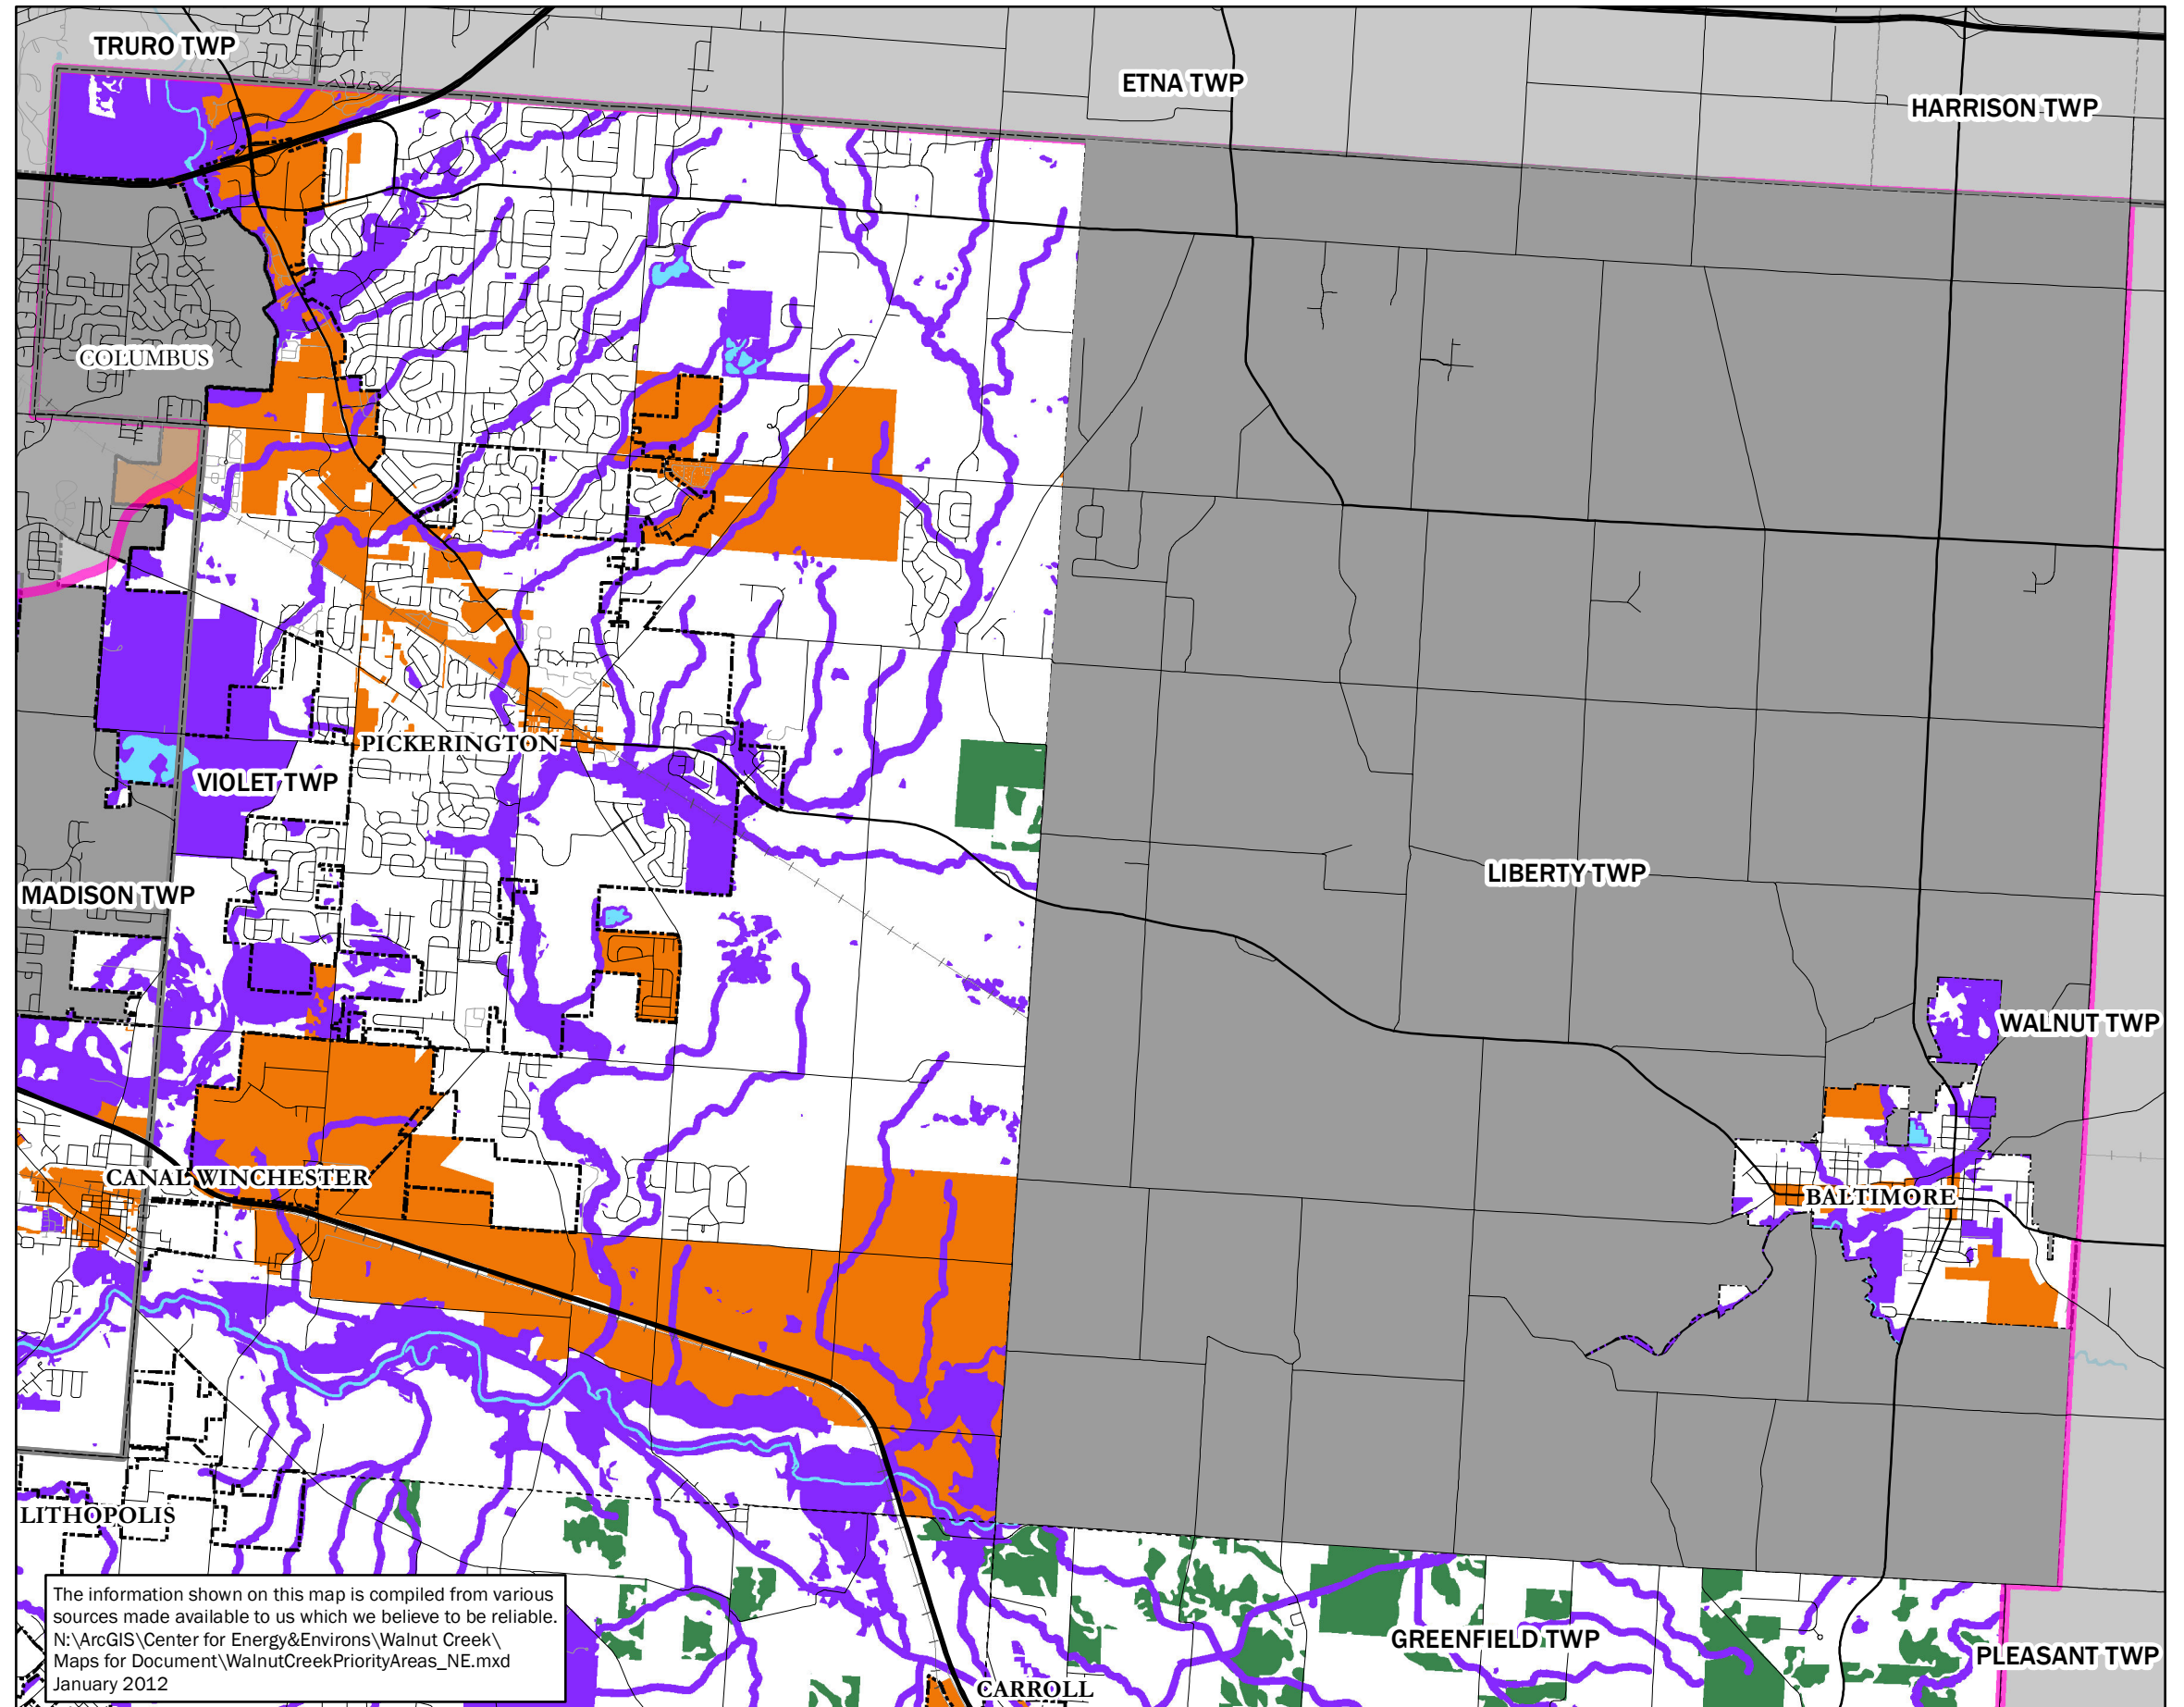 TRURO TWP
ETNA TWP
HARRISON TWP
COLUMBUS
PICKERINGTON
VIOLET TWP
LIBERTY TWP
MADISON TWP
WALNUT TWP
CANAL WINCHESTER
BALTIMORE
LITHOPOLIS
The information shown on this map is compiled from various
sources made available to us which we believe to be reliable.
N:\ArcGIS\Center for Energy&Environs\Walnut Creek\
Maps for Document\WalnutCreekPriorityAreas_NE.mxd
January 2012
GREENFIELD TWP
PLEASANT TWP
CARROLL